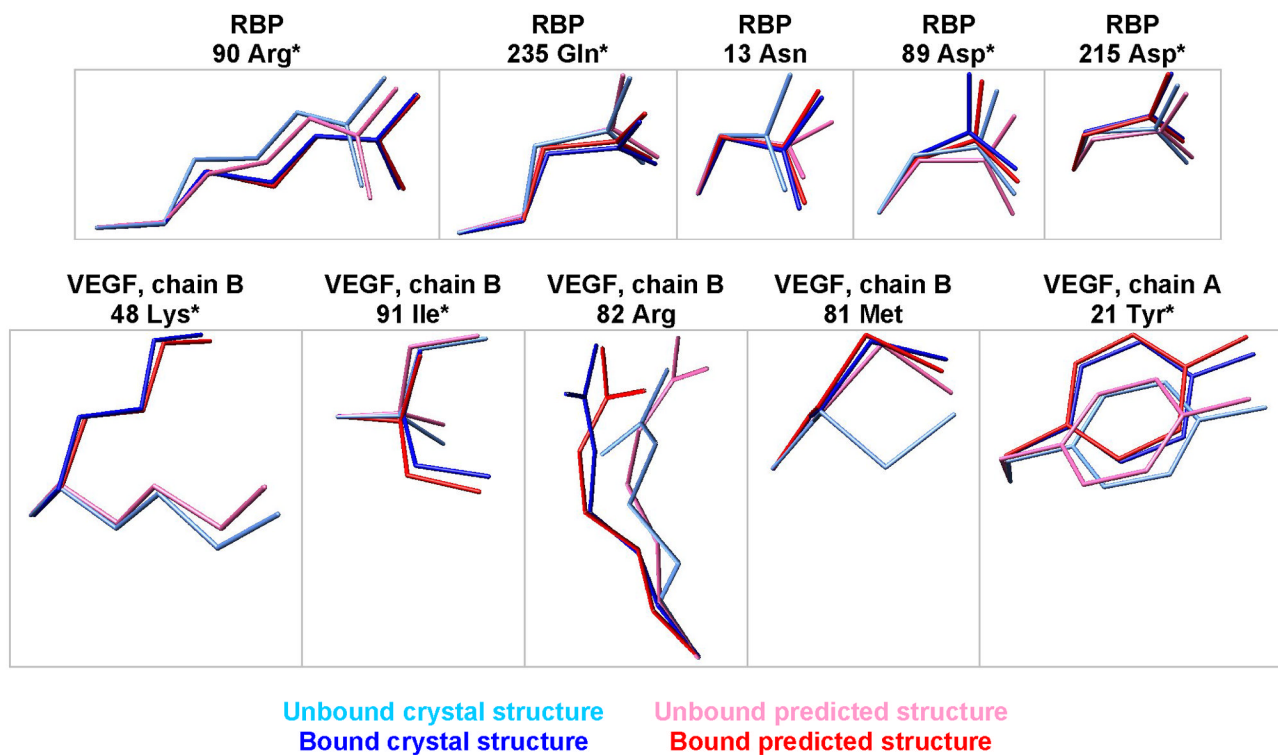 RBP RBP RBP RBP RBP
90 Arg* 235 Gln* 13 Asn 89 Asp* 215 Asp*
VEGF, chain B VEGF, chain B VEGF, chain B VEGF, chain B VEGF, chain A
48 Lys* 91 Ile* 82 Arg 81 Met 21 Tyr*
Unbound crystal structure Unbound predicted structure
Bound crystal structure Bound predicted structure